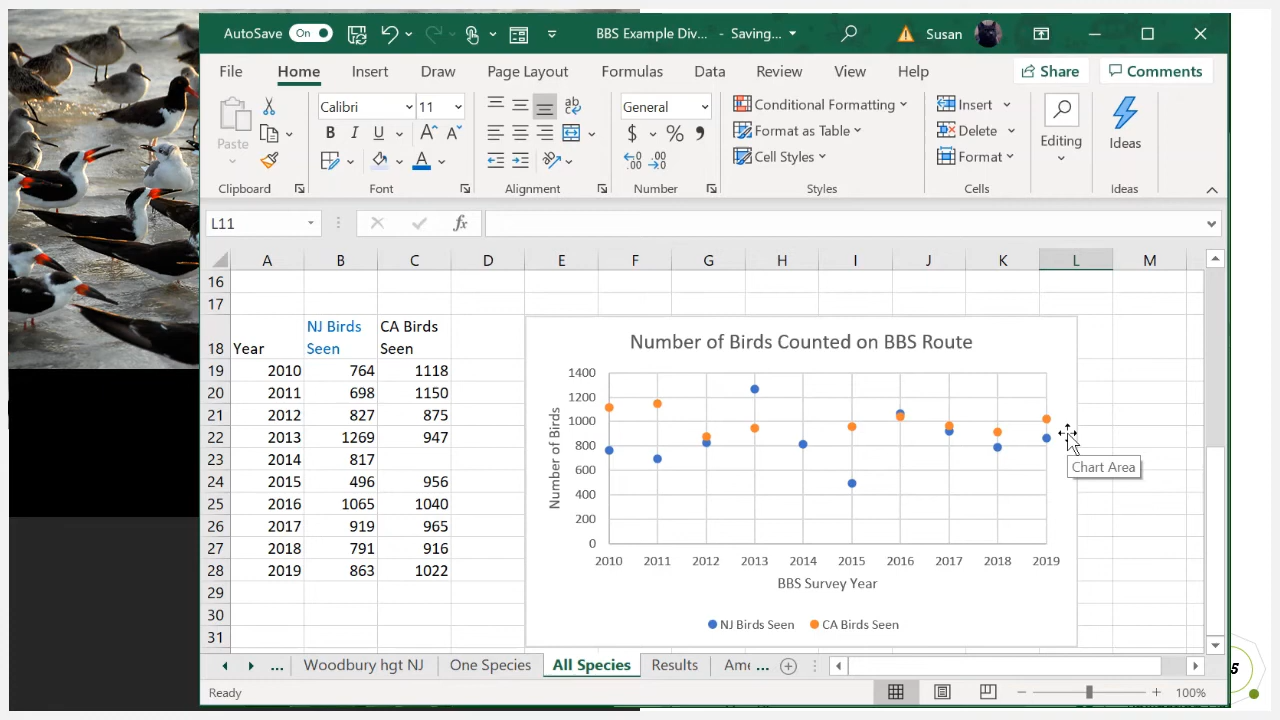 AutoSave On BBS Example Div... - Saving... Susan
File Home Insert Draw Page Layout Formulas Data Review View Help Share Comments
Calibri 11 General Conditional Formatting Insert
Paste B I U A A $ % 9 Format as Table Delete Editing Ideas
Cell Styles Format
Clipboard Font Alignment Number Styles Cells Ideas
L11 fx
A B C D E F G H I J K L M
16
17
18 Year NJ Birds Seen CA Birds Seen
19 2010 764 1118
20 2011 698 1150
21 2012 827 875
22 2013 1269 947
23 2014 817
24 2015 496 956
25 2016 1065 1040
26 2017 919 965
27 2018 791 916
28 2019 863 1022
29
30
31
Number of Birds Counted on BBS Route
1400
1200
1000
800
600
400
200
0
Number of Birds
2010 2011 2012 2013 2014 2015 2016 2017 2018 2019
BBS Survey Year
NJ Birds Seen CA Birds Seen
Chart Area
... Woodbury hgt NJ One Species All Species Results Ame ...
5
Ready 100%